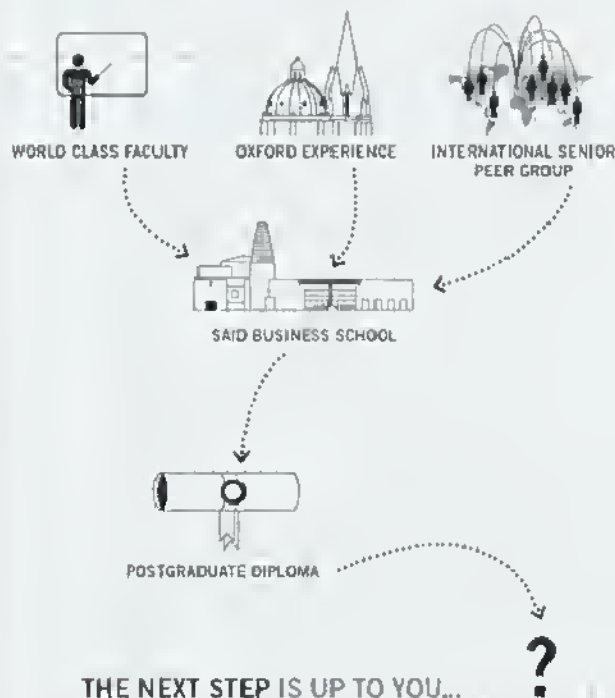 WORLD CLASS FACULTY
OXFORD EXPERIENCE
INTERNATIONAL SENIOR
PEER GROUP
SAID BUSINESS SCHOOL
POSTGRADUATE DIPLOMA
?
THE NEXT STEP IS UP TO YOU...